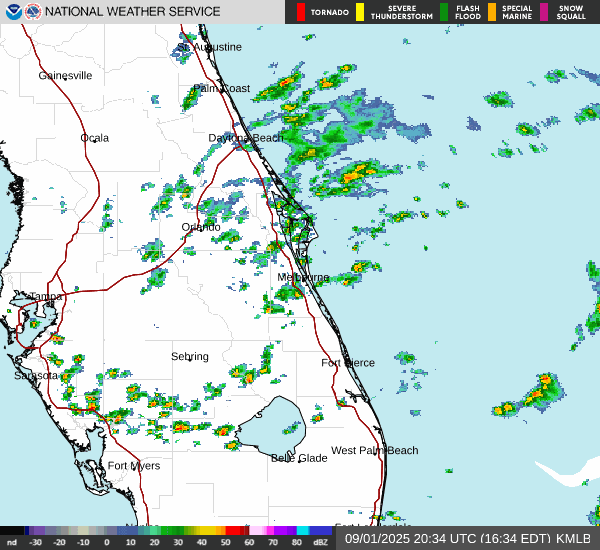 NATIONAL WEATHER SERVICE
TORNADO
SEVERE THUNDERSTORM
FLASH FLOOD
SPECIAL MARINE
SNOW SQUALL
St. Augustine
Gainesville
Palm Coast
Ocala
Daytona Beach
Orlando
Melbourne
Tampa
Sebring
Fort Pierce
Sarasota
West Palm Beach
Belle Glade
Fort Myers
nd -30 -20 -10 0 10 20 30 40 50 60 70 80 dBZ
09/01/2025 20:34 UTC (16:34 EDT) KMLB